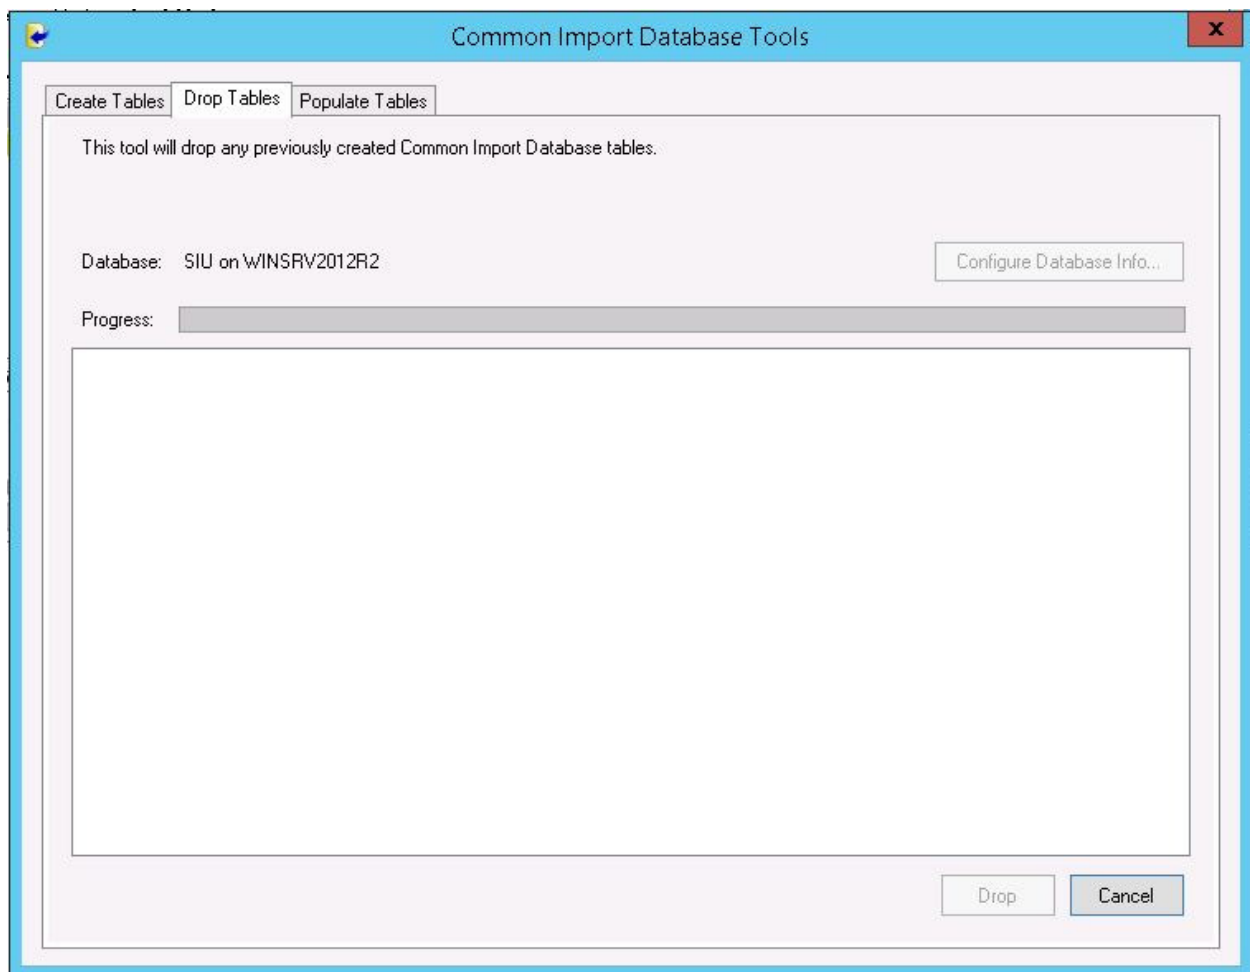 Common Import Database Tools
X
Create Tables Drop Tables Populate Tables
This tool will drop any previously created Common Import Database tables.
Database: SIU on WINSRV2012R2 Configure Database Info...
Progress:
Drop Cancel